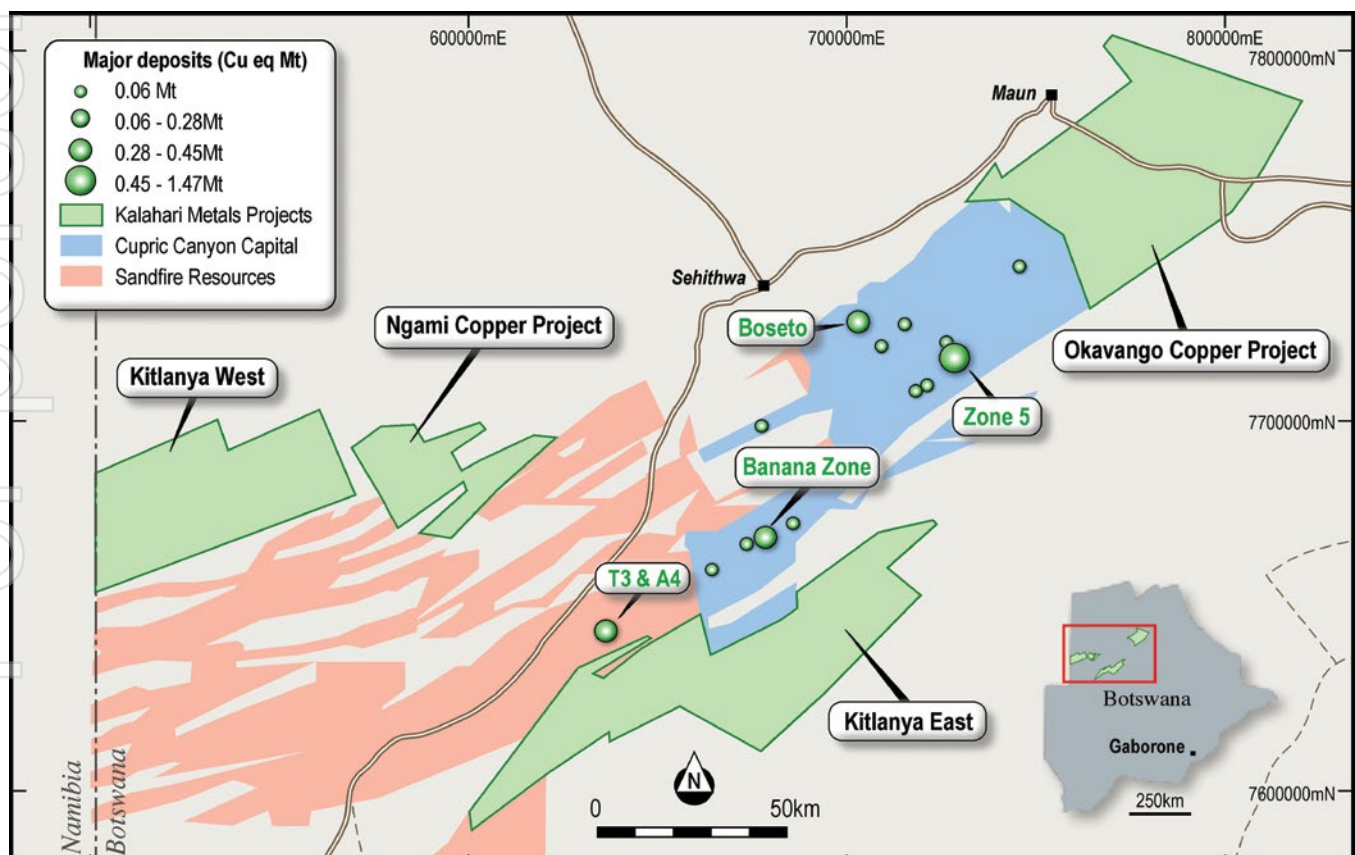 600000mE
700000mE
800000mE
7800000mN
Major deposits (Cu eq Mt)
0.06 Mt
0.06 - 0.28Mt
0.28 - 0.45Mt
0.45 - 1.47Mt
Kalahari Metals Projects
Cupric Canyon Capital
Sandfire Resources
Maun
Sehithwa
Ngami Copper Project
Boseto
Okavango Copper Project
Kitlanya West
Zone 5
7700000mN
Banana Zone
T3 & A4
Kitlanya East
Botswana
Gaborone
250km
N
0 50km
7600000mN
Namibia
Botswana